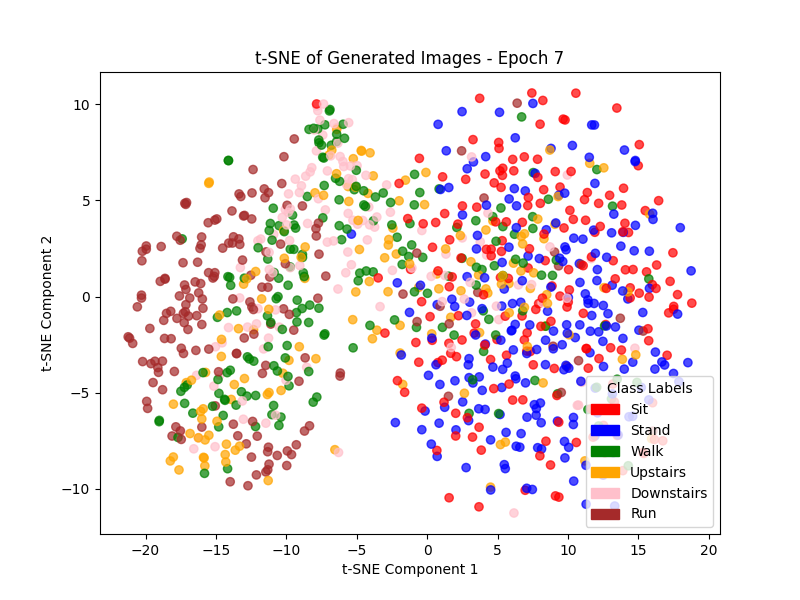 t-SNE of Generated Images - Epoch 7
t-SNE Component 2
10
5
0
−5
−10
Class Labels
Sit
Stand
Walk
Upstairs
Downstairs
Run
−20
−15
−10
−5
0
5
10
15
20
t-SNE Component 1